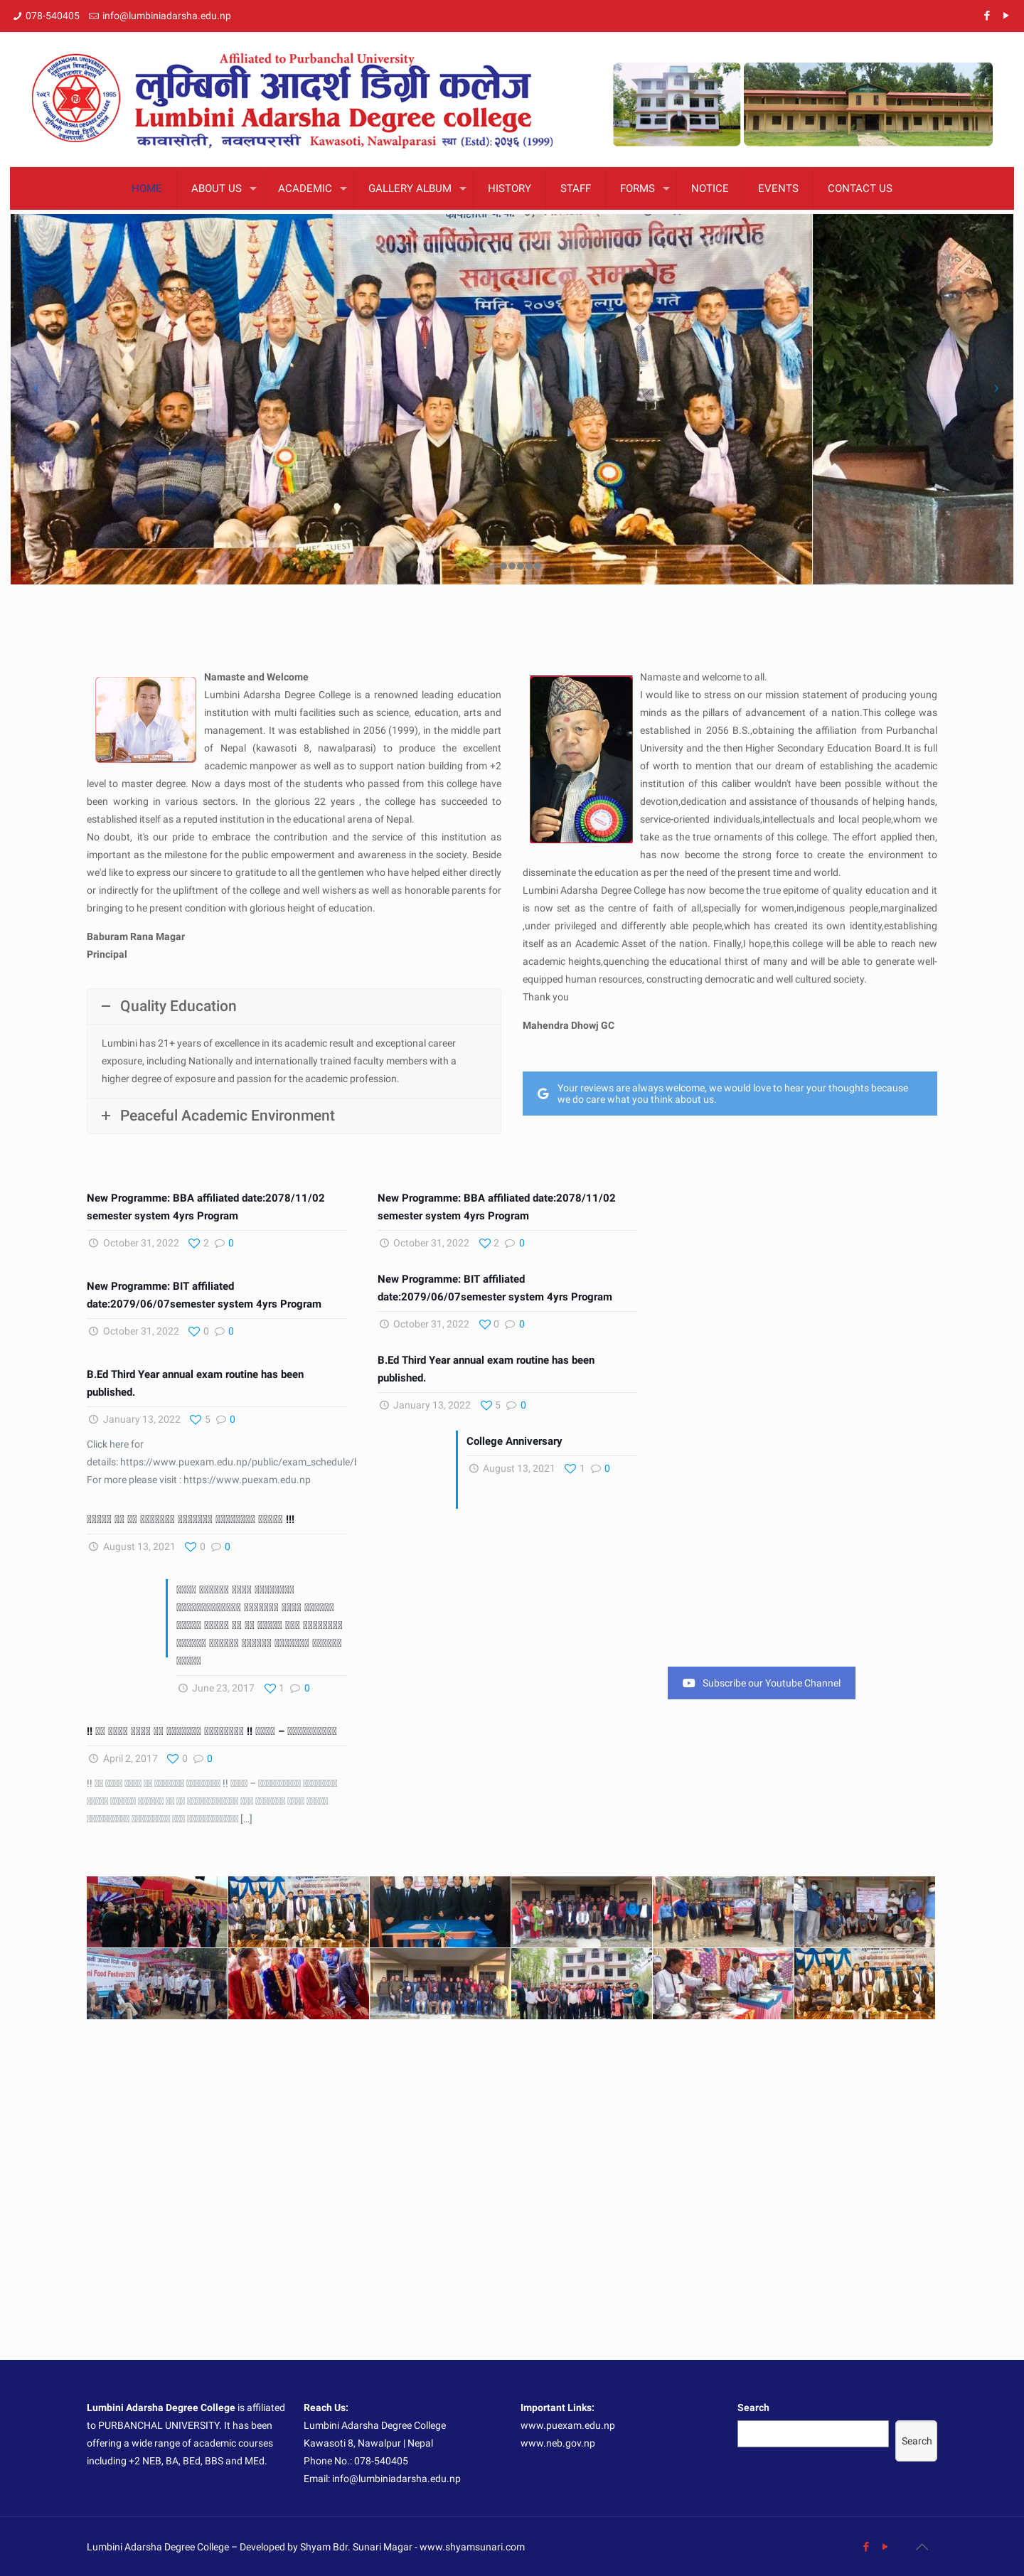 078-540405 info@lumbiniadarsha.edu.np
Affiliated to Purbanchal University
लुम्बिनी आदर्श डिग्री कलेज
Lumbini Adarsha Degree college
कावासोती, नवलपरासी Kawasoti, Nawalparasi स्था (Estd): २०५६ (1999)
HOME ABOUT US ACADEMIC GALLERY ALBUM HISTORY STAFF FORMS NOTICE EVENTS CONTACT US
२०औं वार्षिकोत्सव तथा अभिभावक दिवस समारोह
समुदघाटन समारोह
Namaste and Welcome
Lumbini Adarsha Degree College is a renowned leading education
institution with multi facilities such as science, education, arts and
management. It was established in 2056 (1999), in the middle part
of Nepal (kawasoti 8, nawalparasi) to produce the excellent
academic manpower as well as to support nation building from +2
level to master degree. Now a days most of the students who passed from this college have
been working in various sectors. In the glorious 22 years , the college has succeeded to
established itself as a reputed institution in the educational arena of Nepal.
No doubt, it's our pride to embrace the contribution and the service of this institution as
important as the milestone for the public empowerment and awareness in the society. Beside
we'd like to express our sincere to gratitude to all the gentlemen who have helped either directly
or indirectly for the upliftment of the college and well wishers as well as honorable parents for
bringing to he present condition with glorious height of education.
Baburam Rana Magar
Principal
Quality Education
Lumbini has 21+ years of excellence in its academic result and exceptional career
exposure, including Nationally and internationally trained faculty members with a
higher degree of exposure and passion for the academic profession.
Peaceful Academic Environment
Namaste and welcome to all.
I would like to stress on our mission statement of producing young
minds as the pillars of advancement of a nation.This college was
established in 2056 B.S.,obtaining the affiliation from Purbanchal
University and the then Higher Secondary Education Board.It is full
of worth to mention that our dream of establishing the academic
institution of this caliber wouldn't have been possible without the
devotion,dedication and assistance of thousands of helping hands,
service-oriented individuals,intellectuals and local people,whom we
take as the true ornaments of this college. The effort applied then,
has now become the strong force to create the environment to
disseminate the education as per the need of the present time and world.
Lumbini Adarsha Degree College has now become the true epitome of quality education and it
is now set as the centre of faith of all,specially for women,indigenous people,marginalized
,under privileged and differently able people,which has created its own identity,establishing
itself as an Academic Asset of the nation. Finally,I hope,this college will be able to reach new
academic heights,quenching the educational thirst of many and will be able to generate well-
equipped human resources, constructing democratic and well cultured society.
Thank you
Mahendra Dhowj GC
Your reviews are always welcome, we would love to hear your thoughts because
we do care what you think about us.
New Programme: BBA affiliated date:2078/11/02
semester system 4yrs Program
October 31, 2022 2 0
New Programme: BIT affiliated
date:2079/06/07semester system 4yrs Program
October 31, 2022 0 0
B.Ed Third Year annual exam routine has been
published.
January 13, 2022 5 0
Click here for
details: https://www.puexam.edu.np/public/exam_schedule/
For more please visit : https://www.puexam.edu.np
!!!
August 13, 2021 0 0
June 23, 2017 1 0
!! !! –
April 2, 2017 0 0
!! !! –
[...]
New Programme: BBA affiliated date:2078/11/02
semester system 4yrs Program
October 31, 2022 2 0
New Programme: BIT affiliated
date:2079/06/07semester system 4yrs Program
October 31, 2022 0 0
B.Ed Third Year annual exam routine has been
published.
January 13, 2022 5 0
College Anniversary
August 13, 2021 1 0
Subscribe our Youtube Channel
Lumbini Adarsha Degree College is affiliated
to PURBANCHAL UNIVERSITY. It has been
offering a wide range of academic courses
including +2 NEB, BA, BEd, BBS and MEd.
Reach Us:
Lumbini Adarsha Degree College
Kawasoti 8, Nawalpur | Nepal
Phone No.: 078-540405
Email: info@lumbiniadarsha.edu.np
Important Links:
www.puexam.edu.np
www.neb.gov.np
Search
Search
Lumbini Adarsha Degree College – Developed by Shyam Bdr. Sunari Magar - www.shyamsunari.com